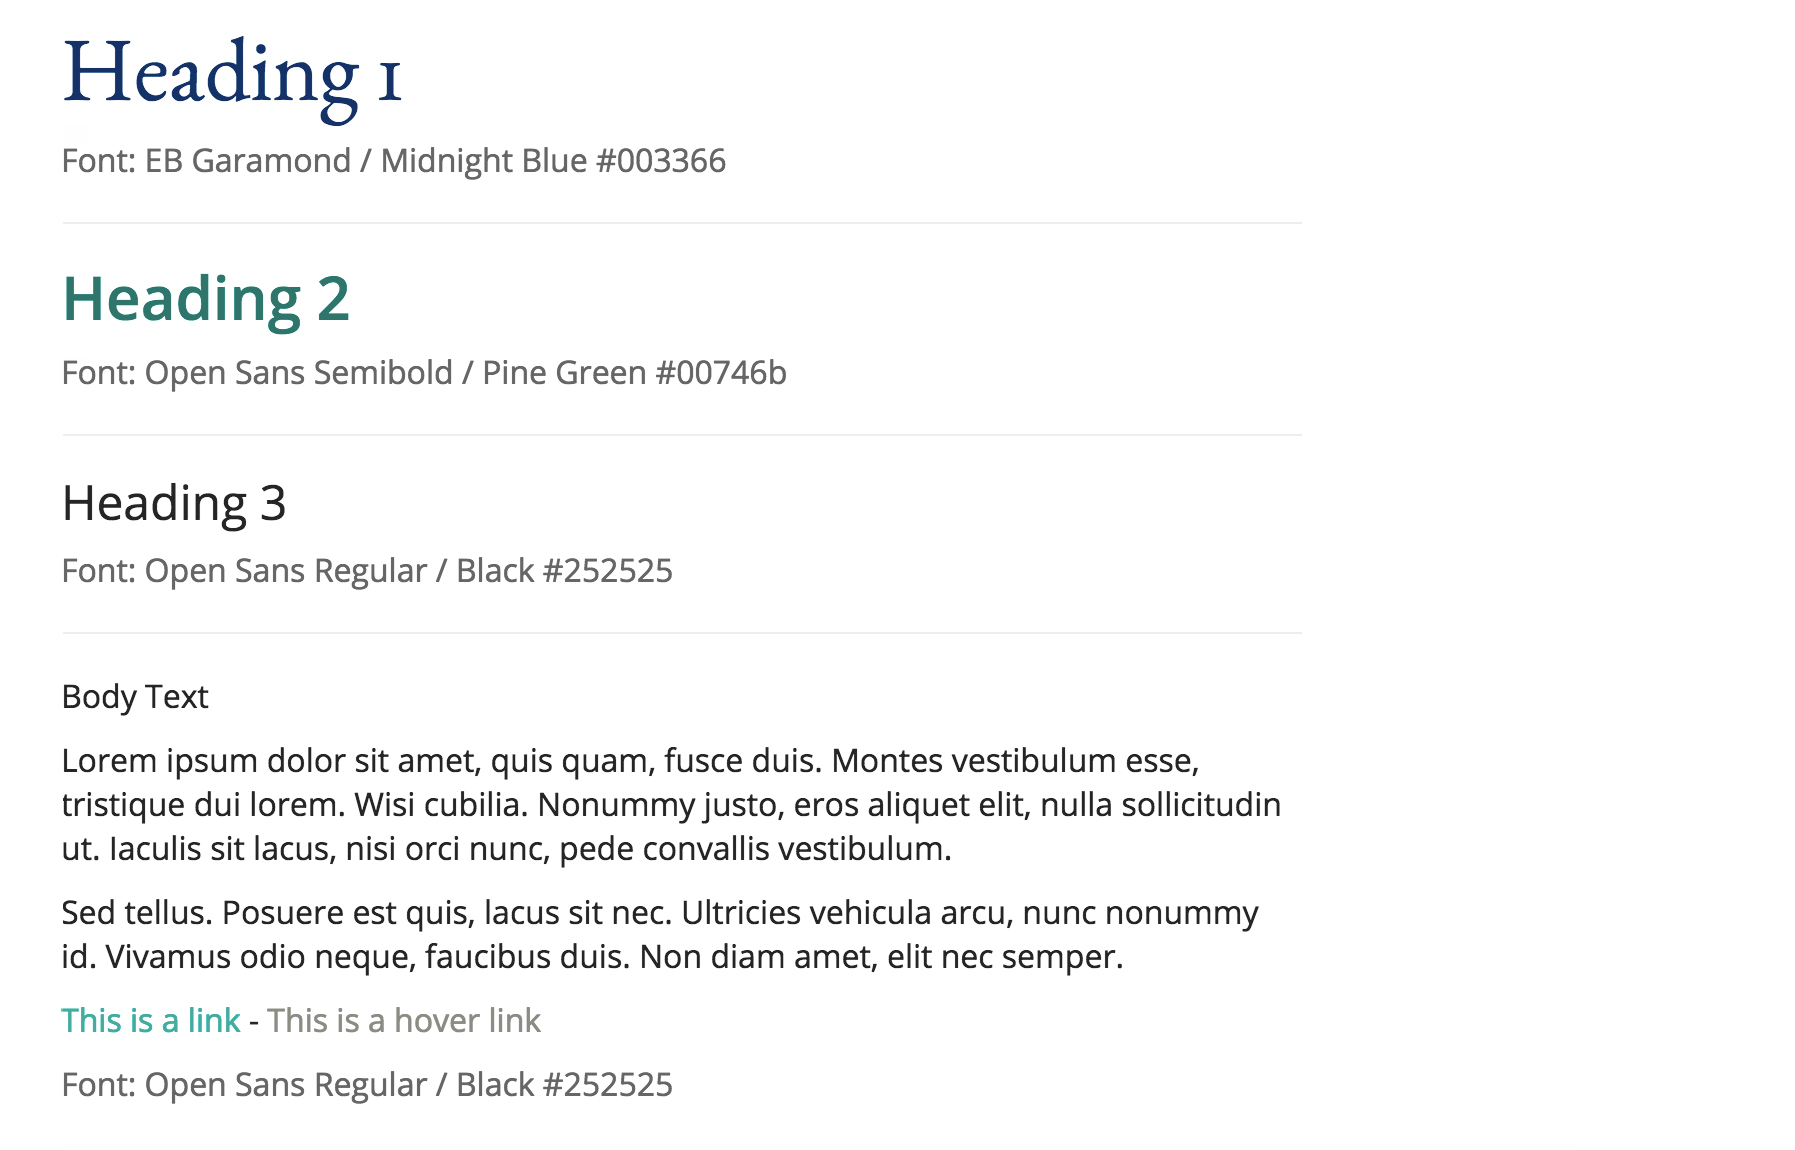 Heading 1
Font: EB Garamond / Midnight Blue #003366
Heading 2
Font: Open Sans Semibold / Pine Green #00746b
Heading 3
Font: Open Sans Regular / Black #252525
Body Text
Lorem ipsum dolor sit amet, quis quam, fusce duis. Montes vestibulum esse,
tristique dui lorem. Wisi cubilia. Nonummy justo, eros aliquet elit, nulla sollicitudin
ut. Iaculis sit lacus, nisi orci nunc, pede convallis vestibulum.
Sed tellus. Posuere est quis, lacus sit nec. Ultricies vehicula arcu, nunc nonummy
id. Vivamus odio neque, faucibus duis. Non diam amet, elit nec semper.
This is a link - This is a hover link
Font: Open Sans Regular / Black #252525